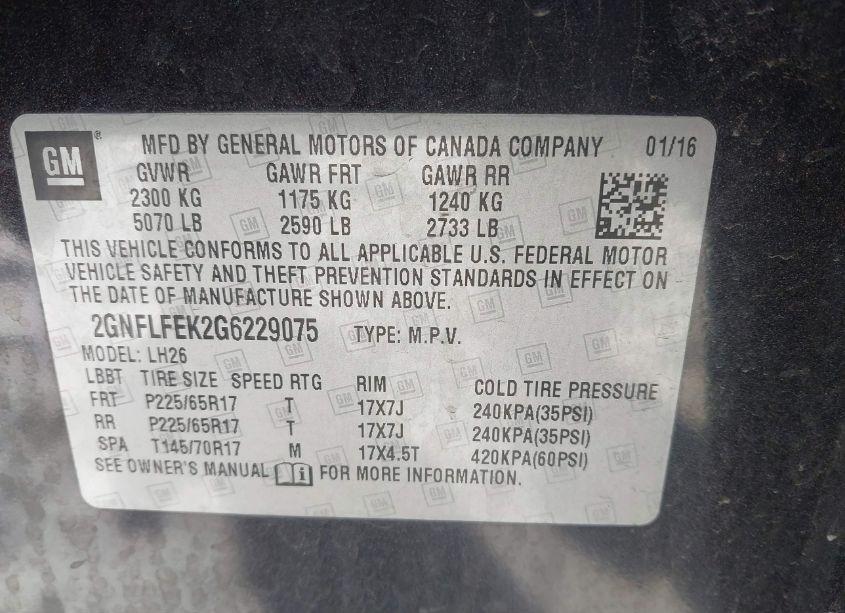 GM ® MFD BY GENERAL MOTORS OF CANADA COMPANY 01/16
GVWR GAWR FRT GAWR RR
2300 KG 1175 KG 1240 KG
5070 LB 2590 LB 2733 LB
THIS VEHICLE CONFORMS TO ALL APPLICABLE U.S. FEDERAL MOTOR
VEHICLE SAFETY AND THEFT PREVENTION STANDARDS IN EFFECT ON
THE DATE OF MANUFACTURE SHOWN ABOVE.
2GNFLFEK2G6229075 TYPE: M.P.V.
MODEL: LH26
LBBT TIRE SIZE SPEED RTG RIM COLD TIRE PRESSURE
FRT P225/65R17 T 17X7J 240KPA(35PSI)
RR P225/65R17 T 17X7J 240KPA(35PSI)
SPA T145/70R17 M 17X4.5T 420KPA(60PSI)
SEE OWNER'S MANUAL i FOR MORE INFORMATION.